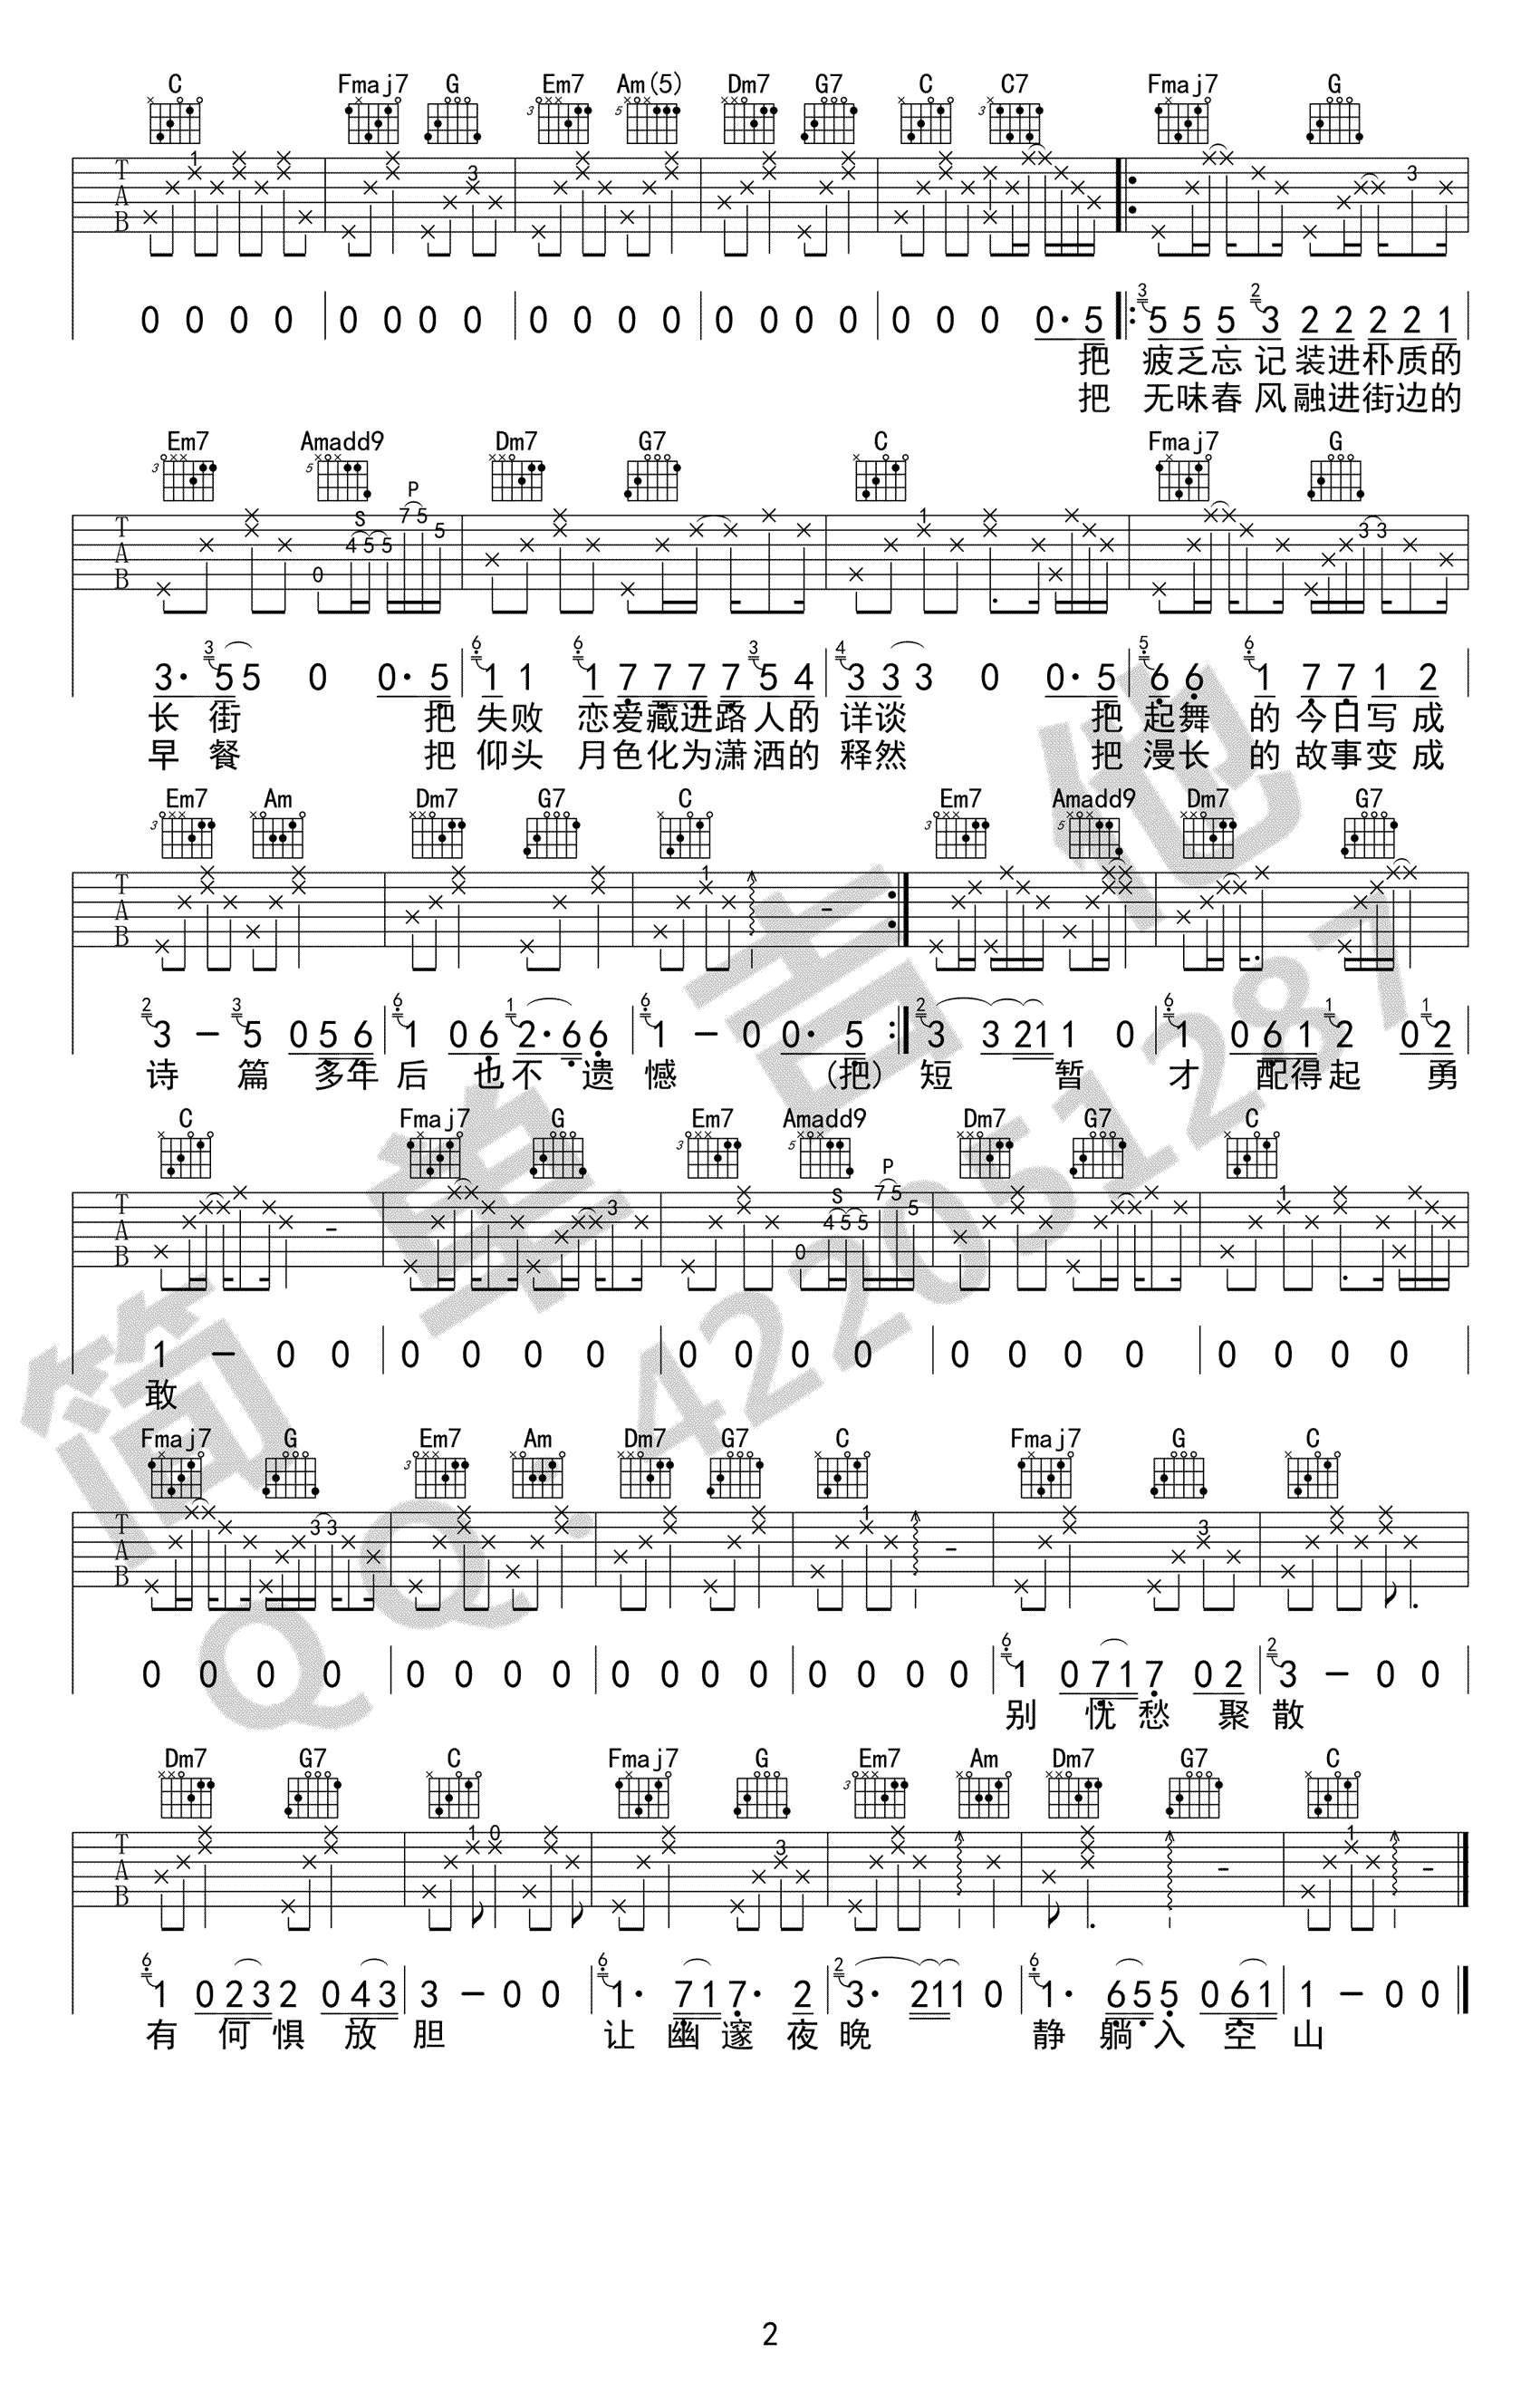 C Fmaj7 G Em7 Am(5) Dm7 G7 C C7 Fmaj7 G
0 0 0 0 0 0 0 0 0 0 0 0 0 0 0 0 0 0 0 0· 5 5 5 5 3 2 2 2 2 1
把 疲乏忘记装进朴质的
把 无味春风融进街边的
Em7 Amadd9 Dm7 G7 C Fmaj7 G
3· 5 5 0 0· 5 1 1 1 7 7 7 7 5 4 3 3 3 0 0· 5 6 6 1 7 7 1 2
长 街 把 失败 恋爱藏进路人的 详谈 把 起舞 的 今日写成
早 餐 把 仰头 月色化为潇洒的 释然 把 漫长 的 故事变成
Em7 Am Dm7 G7 C Em7 Amadd9 Dm7 G7
3 - 5 0 5 6 1 0 6 2· 6 6 1 - 0 0· 5 3 3 2 1 1 0 1 0 6 1 2 0 2
诗 篇 多年 后 也不 遗 憾 (把) 短 暂 才 配得起 勇
C Fmaj7 G Em7 Amadd9 Dm7 G7 C
1 - 0 0 0 0 0 0 0 0 0 0 0 0 0 0 0 0 0 0
敢
Fmaj7 G Em7 Am Dm7 G7 C Fmaj7 G C
0 0 0 0 0 0 0 0 0 0 0 0 0 0 0 0 1 0 7 1 7 0 2 3 - 0 0
别 忧 愁 聚 散
Dm7 G7 C Fmaj7 G Em7 Am Dm7 G7 C
1 0 2 3 2 0 4 3 3 - 0 0 1· 7 1 7· 2 3· 2 1 1 0 1· 6 5 5 0 6 1 1 - 0 0
有 何 惧 放 胆 让 幽 邃 夜 晚 静 躺 入 空 山
简单吉他
QQ:422051287
2